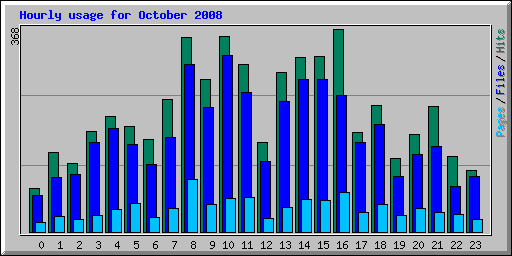 Hourly usage for October 2008
368
Pages/Files/Hits
0 1 2 3 4 5 6 7 8 9 10 11 12 13 14 15 16 17 18 19 20 21 22 23